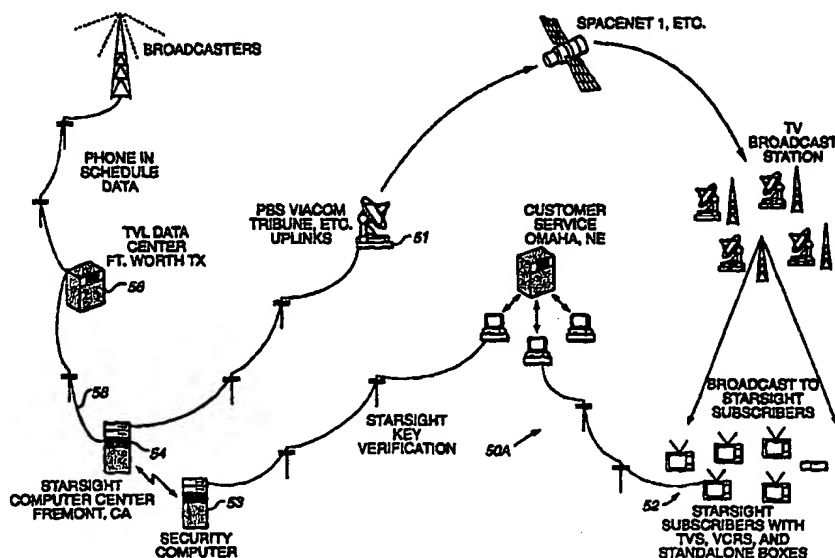 BROADCASTERS
SPACENET 1, ETC.
PHONE IN
SCHEDULE
DATA
TV
BROADCAST
STATION
TVL DATA
CENTER
FT. WORTH TX
56
PBS VIACOM
TRIBUNE, ETC.
UPLINKS
51
CUSTOMER
SERVICE
OMAHA, NE
58
54
STARSIGHT
COMPUTER CENTER
FREMONT, CA
53
SECURITY
COMPUTER
STARSIGHT
KEY
VERIFICATION
50A
BROADCAST TO
STARSIGHT
SUBSCRIBERS
52
STARSIGHT
SUBSCRIBERS WITH
TVS, VCRS, AND
STANDALONE BOXES